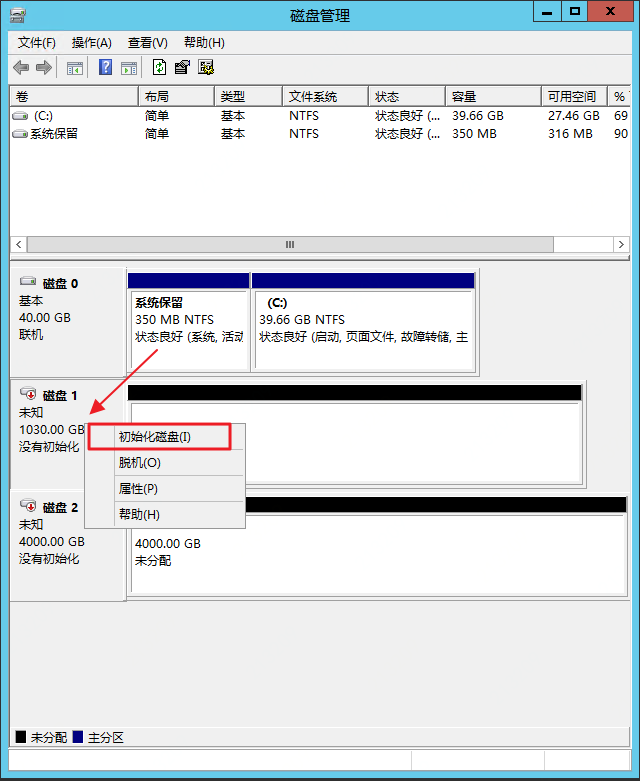 磁盘管理
文件(F) 操作(A) 查看(V) 帮助(H)
卷 布局 类型 文件系统 状态 容量 可用空间 %
(C:) 简单 基本 NTFS 状态良好 (... 39.66 GB 27.46 GB 69
系统保留 简单 基本 NTFS 状态良好 (... 350 MB 316 MB 90
磁盘 0
基本
40.00 GB
联机
系统保留
350 MB NTFS
状态良好 (系统, 活动
(C:)
39.66 GB NTFS
状态良好 (启动, 页面文件, 故障转储, 主
磁盘 1
未知
1030.00 GB
没有初始化
初始化磁盘(I)
脱机(O)
属性(P)
帮助(H)
磁盘 2
未知
4000.00 GB
没有初始化
4000.00 GB
未分配
未分配 主分区